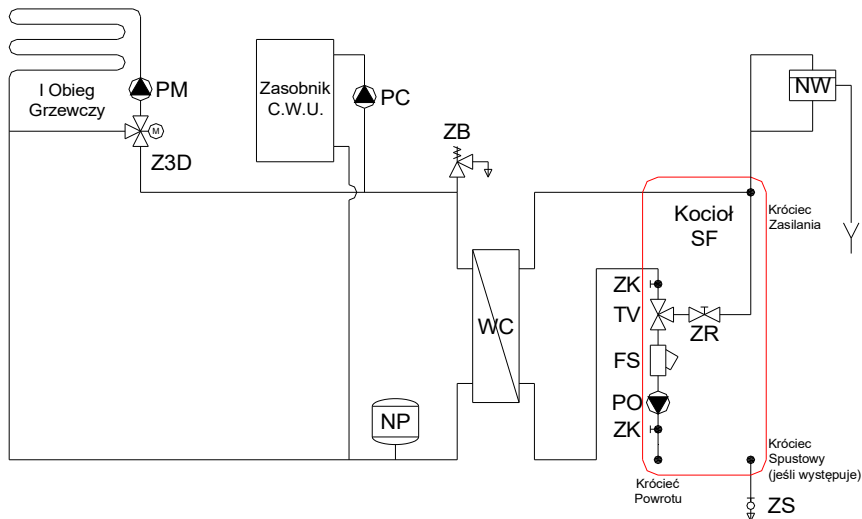 I Obieg
Grzewczy
PM
M
Z3D
Zasobnik
C.W.U.
PC
ZB
NW
Kocioł
SF
Króciec
Zasilania
ZK
TV
ZR
WC
FS
PO
ZK
NP
Króćieć
Powrotu
Króciec
Spustowy
(jeśli występuje)
ZS